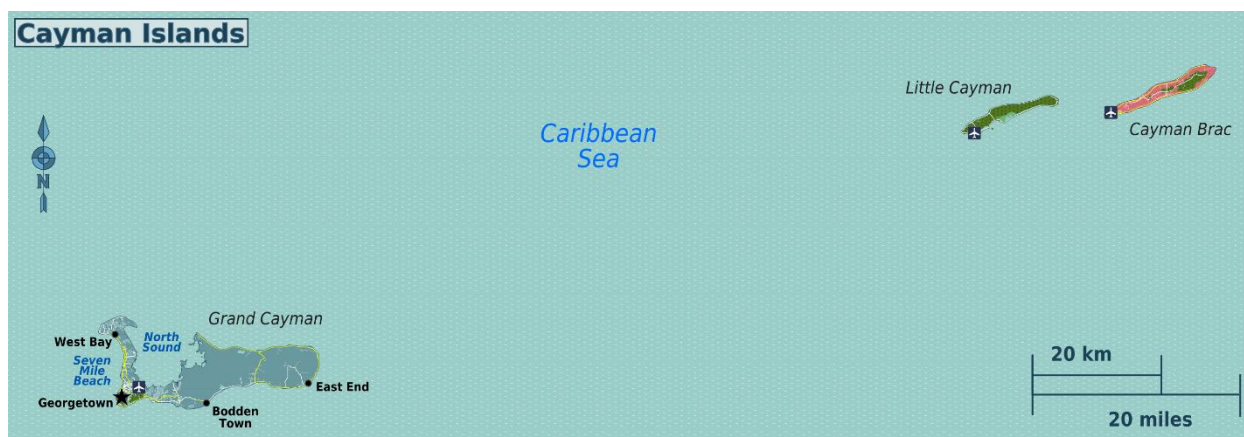 Cayman Islands
Little Cayman
Cayman Brac
Caribbean
Sea
N
Grand Cayman
West Bay
North
Sound
Seven
Mile
Beach
Georgetown
East End
Bodden
Town
20 km
20 miles